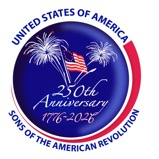 UNITED STATES OF AMERICA
250th
Anniversary
1776-2026
SONS OF THE AMERICAN REVOLUTION